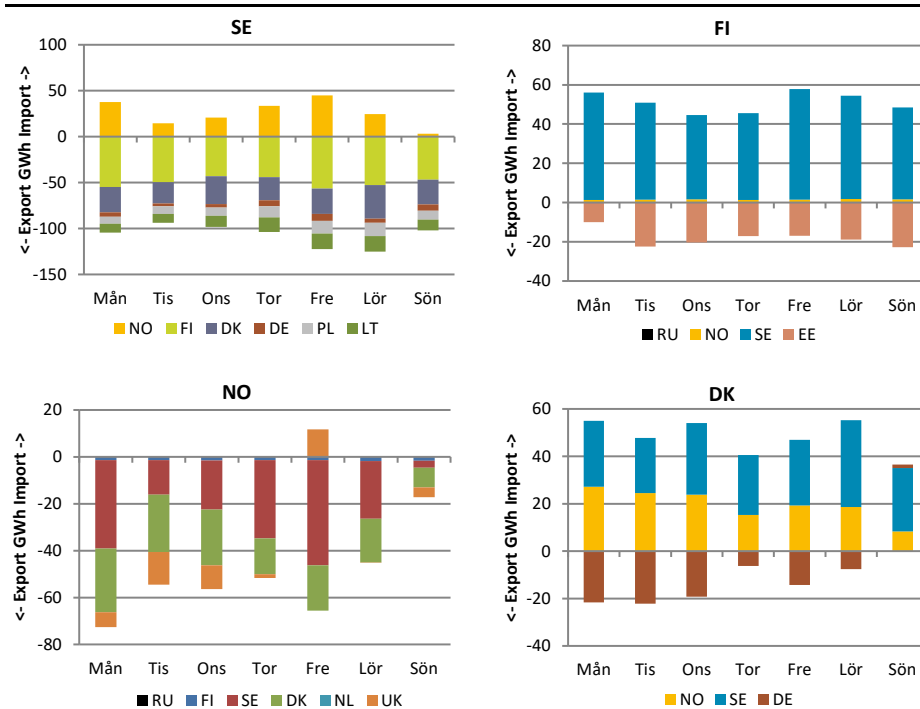 SE
<- Export GWh Import ->
100
50
0
-50
-100
-150
Mån Tis Ons Tor Fre Lör Sön
NO FI DK DE PL LT
FI
<- Export GWh Import ->
80
60
40
20
0
-20
-40
Mån Tis Ons Tor Fre Lör Sön
RU NO SE EE
NO
<- Export GWh Import ->
20
0
-20
-40
-60
-80
Mån Tis Ons Tor Fre Lör Sön
RU FI SE DK NL UK
DK
<- Export GWh Import ->
60
40
20
0
-20
-40
Mån Tis Ons Tor Fre Lör Sön
NO SE DE